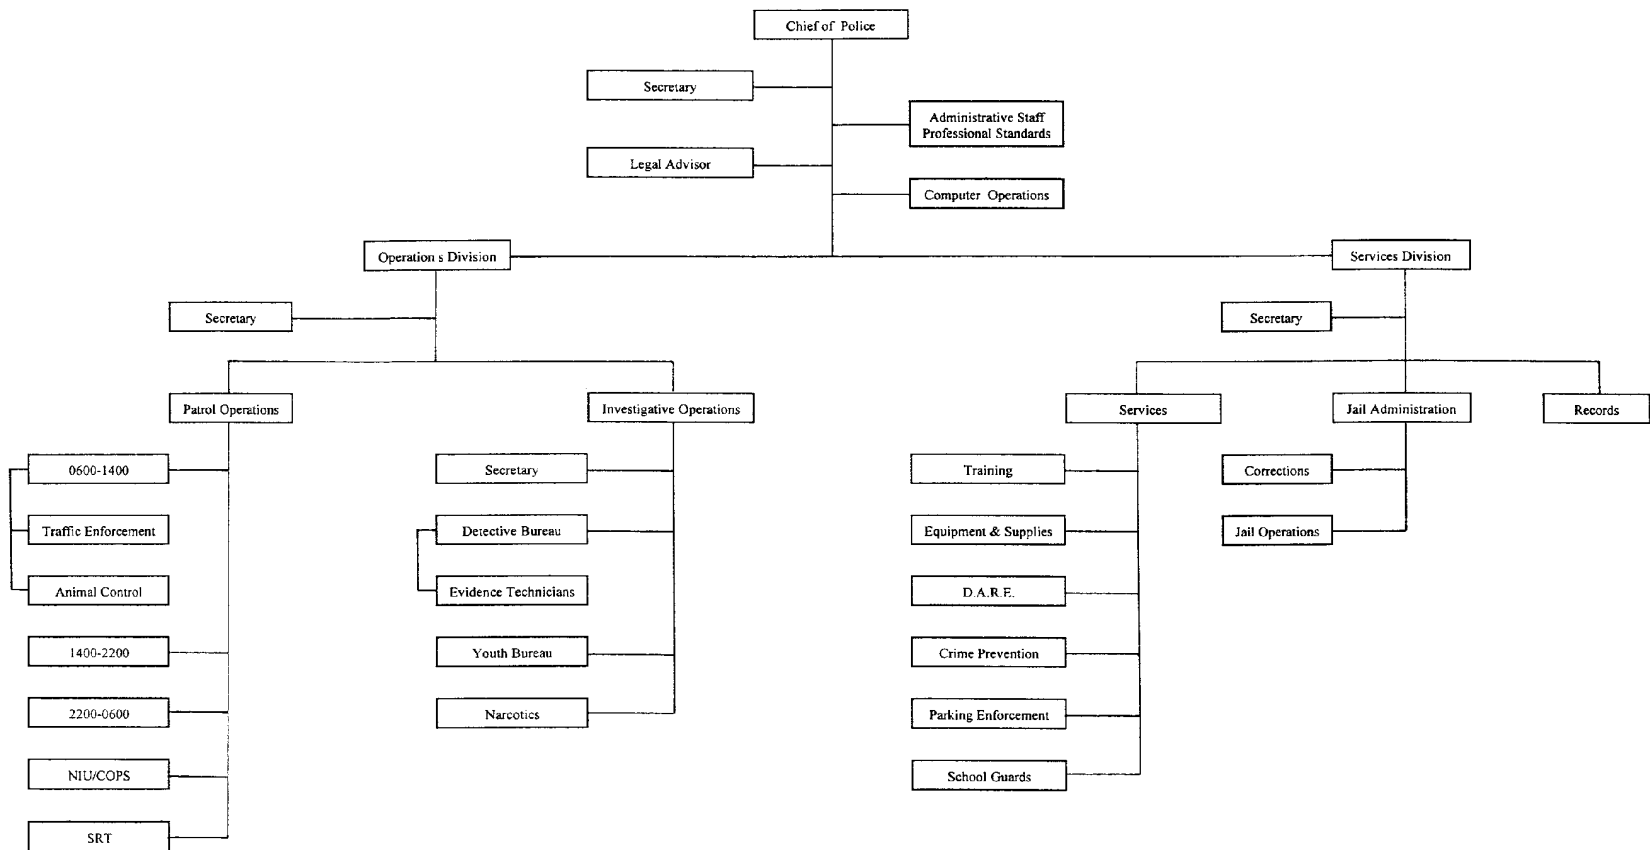 Chief of Police
Secretary
Administrative Staff
Professional Standards
Legal Advisor
Computer Operations
Operation s Division
Services Division
Secretary
Secretary
Patrol Operations
Investigative Operations
Services
Jail Administration
Records
0600-1400
Secretary
Training
Corrections
Traffic Enforcement
Detective Bureau
Equipment & Supplies
Jail Operations
Animal Control
Evidence Technicians
D.A.R.E.
1400-2200
Youth Bureau
Crime Prevention
2200-0600
Narcotics
Parking Enforcement
NIU/COPS
School Guards
SRT